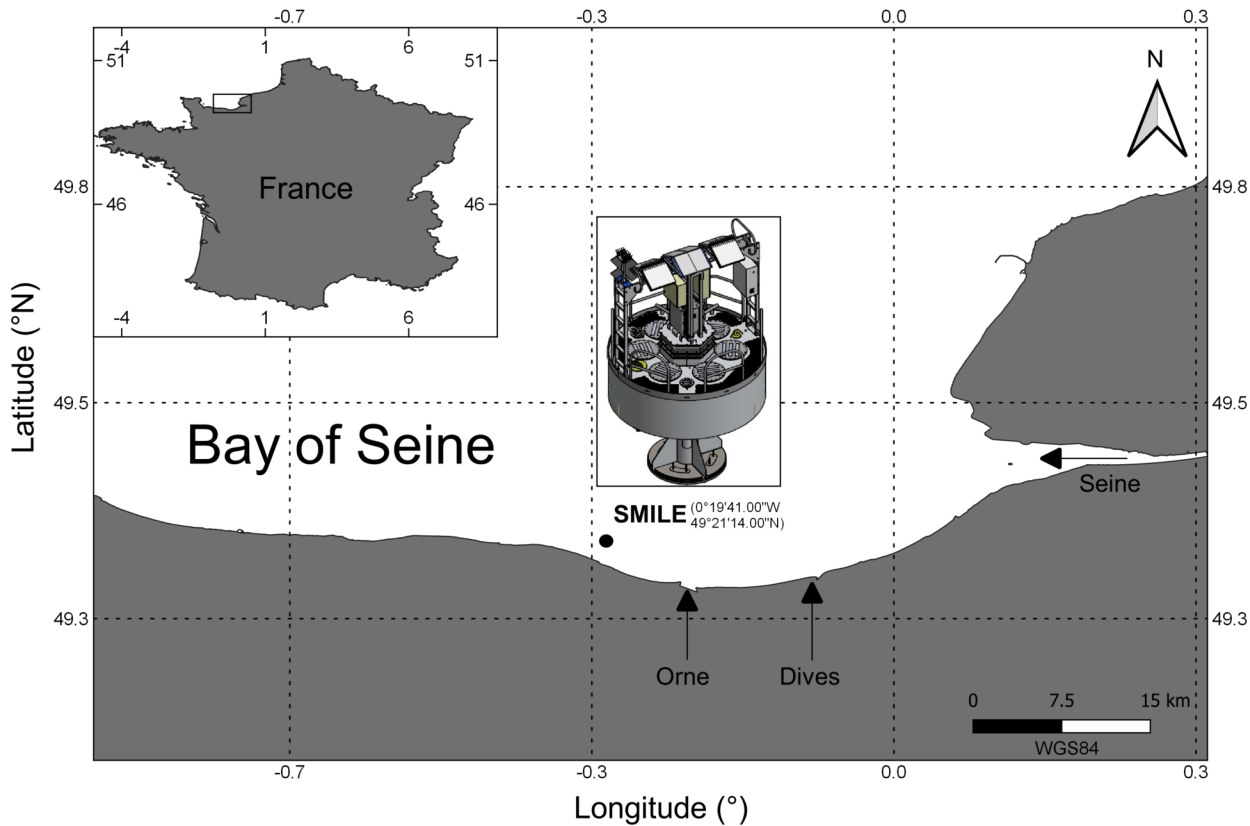 -0.7
-0.3
0.0
0.3
-4
1
6
51
51
France
46
46
-4
1
6
N
49.8
49.8
49.5
49.5
Latitude (°N)
Bay of Seine
Seine
SMILE
(0°19'41.00"W
49°21'14.00"N)
49.3
49.3
Orne
Dives
0
7.5
15 km
WGS84
-0.7
-0.3
0.0
0.3
Longitude (°)